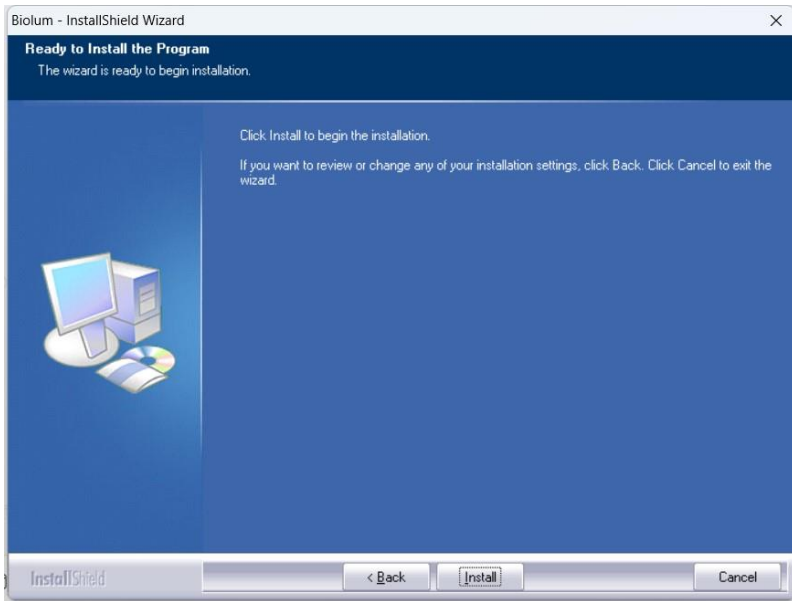 Biolum - InstallShield Wizard
Ready to Install the Program
The wizard is ready to begin installation.
Click Install to begin the installation.
If you want to review or change any of your installation settings, click Back. Click Cancel to exit the
wizard.
InstallShield
< Back
Install
Cancel